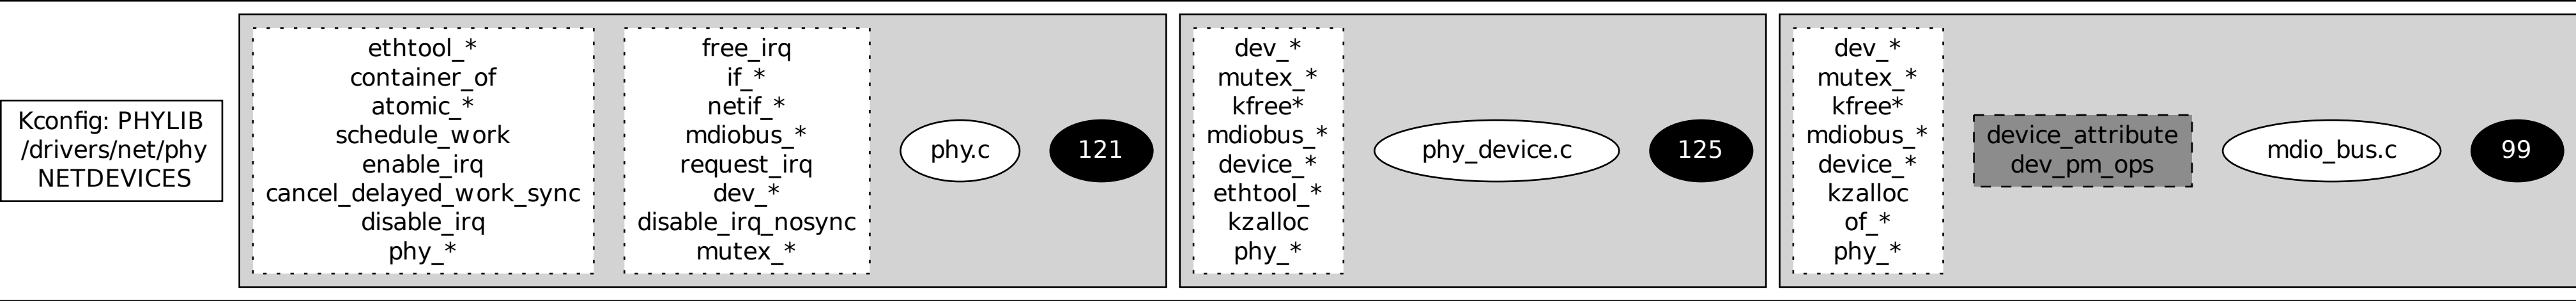 Kconfig: PHYLIB
/drivers/net/phy
NETDEVICES
ethtool_*
container_of
atomic_*
schedule_work
enable_irq
cancel_delayed_work_sync
disable_irq
phy_*
free_irq
if_*
netif_*
mdiobus_*
request_irq
dev_*
disable_irq_nosync
mutex_*
phy.c
121
dev_*
mutex_*
kfree*
mdiobus_*
device_*
ethtool_*
kzalloc
phy_*
phy_device.c
125
dev_*
mutex_*
kfree*
mdiobus_*
device_*
kzalloc
of_*
phy_*
device_attribute
dev_pm_ops
mdio_bus.c
99